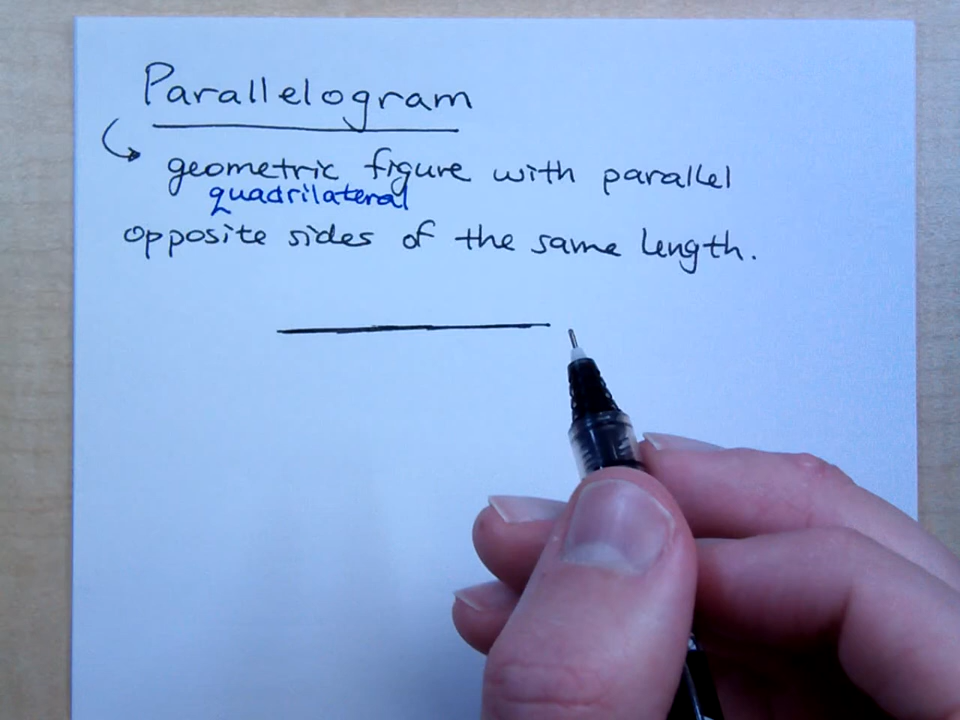 Parallelogram
geometric figure with parallel
quadrilateral
opposite sides of the same length.